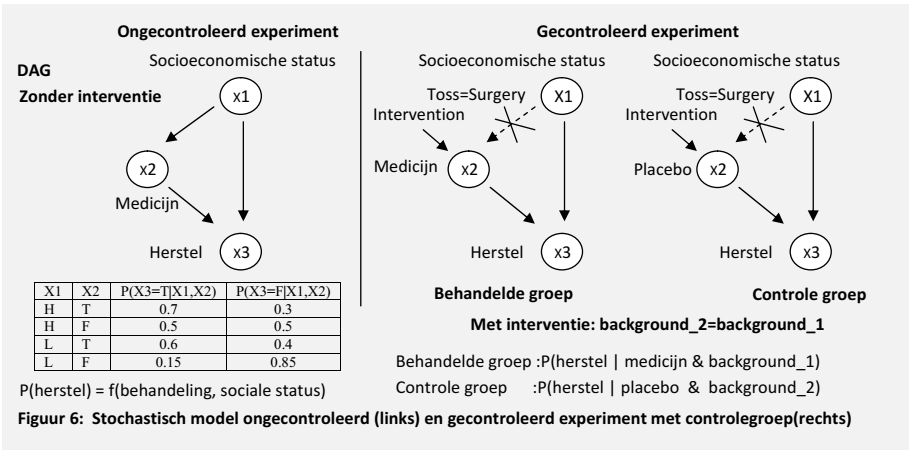 Ongecontroleerd experiment
DAG
Zonder interventie
Socioeconomische status
x1
x2
Medicijn
Herstel
x3
X1 X2 P(X3=T|X1,X2) P(X3=F|X1,X2)
H T 0.7 0.3
H F 0.5 0.5
L T 0.6 0.4
L F 0.15 0.85
P(herstel) = f(behandeling, sociale status)
Gecontroleerd experiment
Socioeconomische status
Toss=Surgery
X1
Intervention
Medicijn
x2
Herstel
x3
Behandelde groep
Socioeconomische status
Toss=Surgery
X1
Intervention
Placebo
x2
Herstel
x3
Controle groep
Met interventie: background_2=background_1
Behandelde groep :P(herstel | medicijn & background_1)
Controle groep :P(herstel | placebo & background_2)
Figuur 6: Stochastisch model ongecontroleerd (links) en gecontroleerd experiment met controlegroep(rechts)